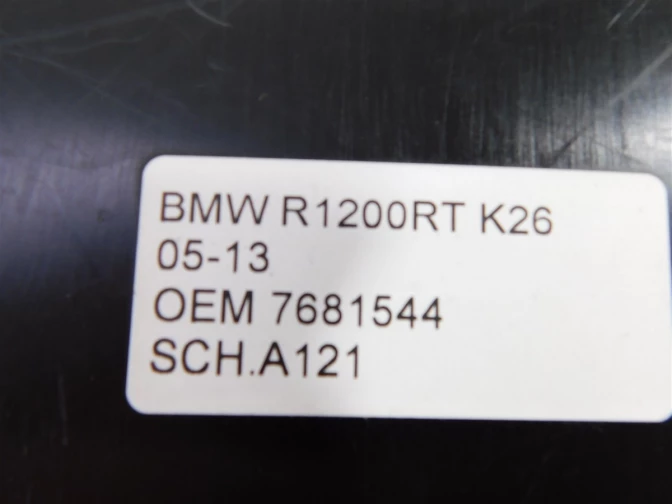 BMW R1200RT K26
05-13
OEM 7681544
SCH.A121